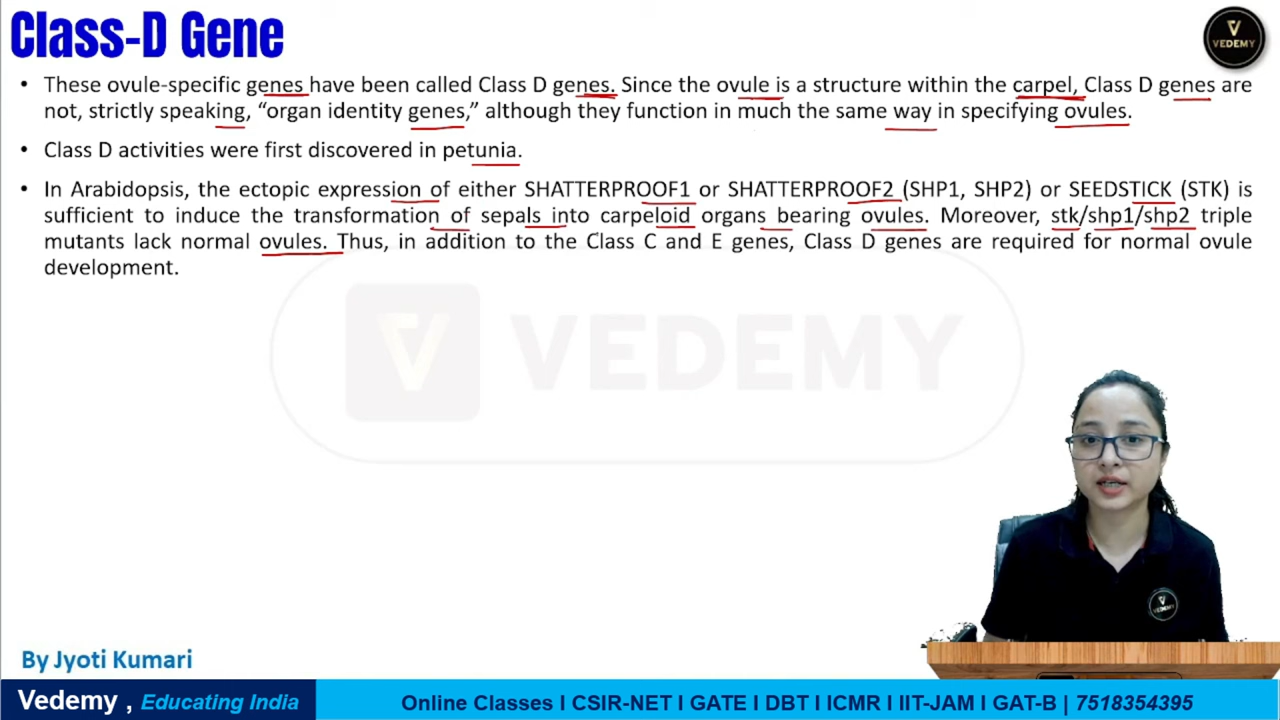 Class-D Gene
VEDEMY
• These ovule-specific genes have been called Class D genes. Since the ovule is a structure within the carpel, Class D genes are
not, strictly speaking, “organ identity genes,” although they function in much the same way in specifying ovules.
• Class D activities were first discovered in petunia.
• In Arabidopsis, the ectopic expression of either SHATTERPROOF1 or SHATTERPROOF2 (SHP1, SHP2) or SEEDSTICK (STK) is
sufficient to induce the transformation of sepals into carpeloid organs bearing ovules. Moreover, stk/shp1/shp2 triple
mutants lack normal ovules. Thus, in addition to the Class C and E genes, Class D genes are required for normal ovule
development.
VEDEMY
VEDEMY
By Jyoti Kumari
Vedemy , Educating India
Online Classes I CSIR-NET I GATE I DBT I ICMR I IIT-JAM I GAT-B | 7518354395